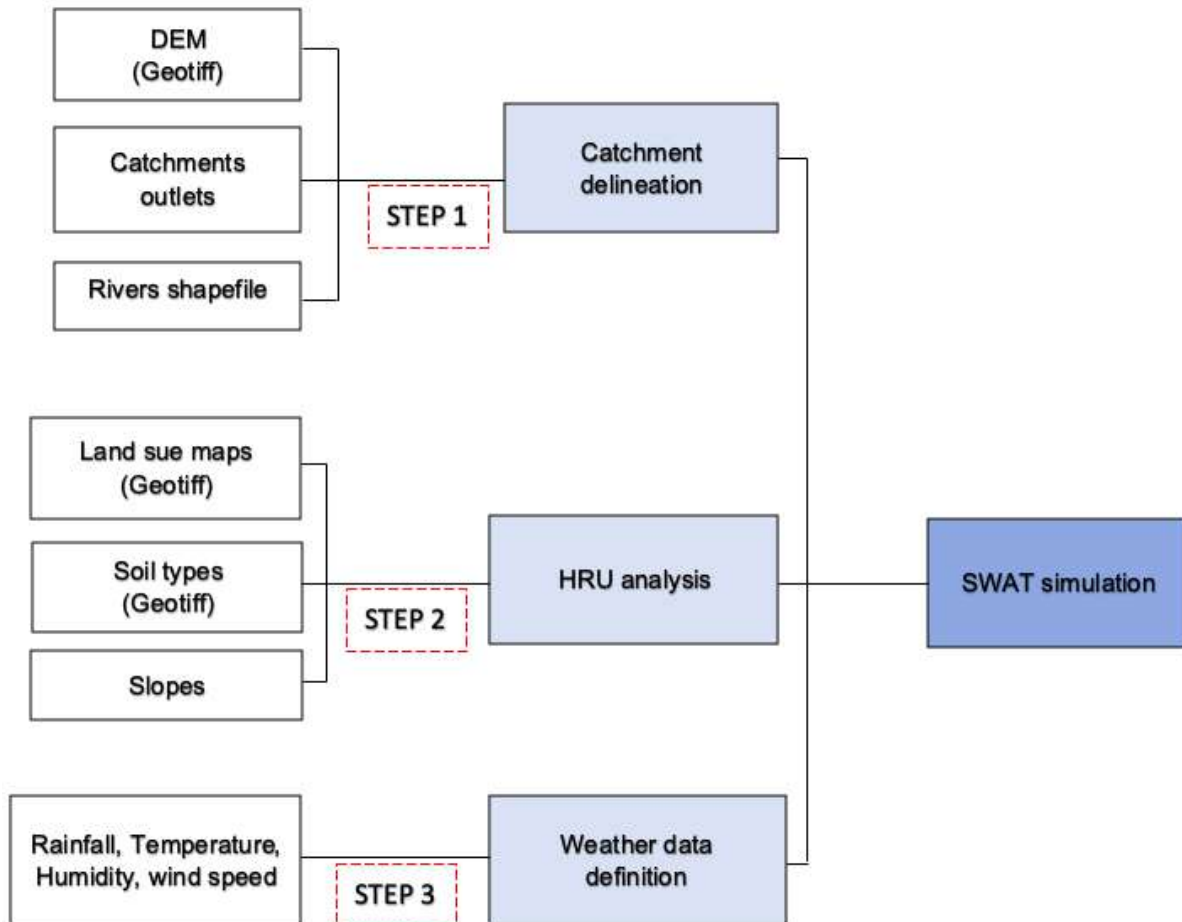 DEM
(Geotiff)
Catchments
outlets
Rivers shapefile
STEP 1
Catchment
delineation
Land sue maps
(Geotiff)
Soil types
(Geotiff)
Slopes
STEP 2
HRU analysis
SWAT simulation
Rainfall, Temperature,
Humidity, wind speed
STEP 3
Weather data
definition